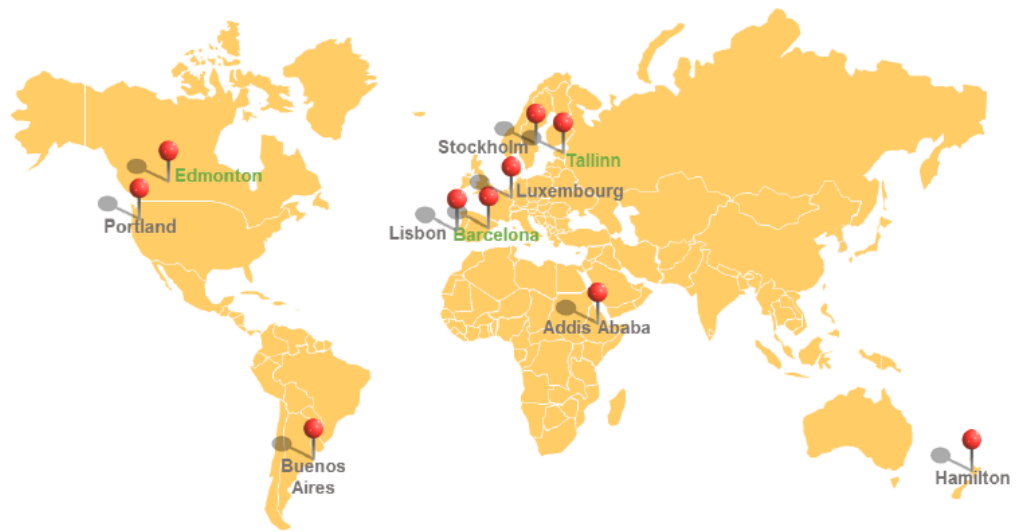 Stockholm
Tallinn
Edmonton
Luxembourg
Portland
Lisbon
Barcelona
Addis Ababa
Buenos
Aires
Hamilton